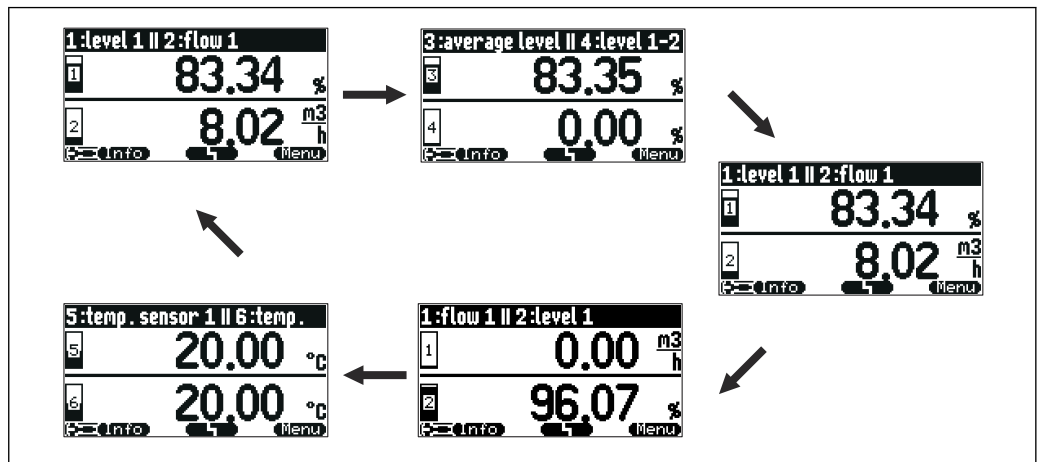 1:level 1 II 2:flow 1
1 83.34 %
2 8.02 m3/h
Info Menu
3:average level II 4:level 1-2
3 83.35 %
4 0.00 %
Info Menu
1:level 1 II 2:flow 1
1 83.34 %
2 8.02 m3/h
Info Menu
1:flow 1 II 2:level 1
1 0.00 m3/h
2 96.07 %
Info Menu
5:temp. sensor 1 II 6:temp.
5 20.00 °C
6 20.00 °C
Info Menu